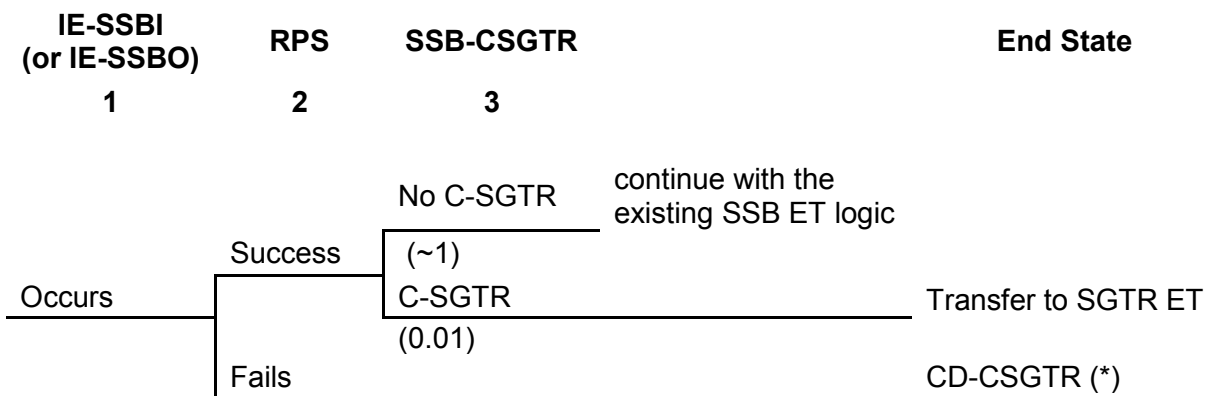 IE-SSBI
(or IE-SSBO)
RPS
SSB-CSGTR
End State
1
2
3
No C-SGTR
continue with the
existing SSB ET logic
Success
(~1)
Occurs
C-SGTR
Transfer to SGTR ET
(0.01)
Fails
CD-CSGTR (*)